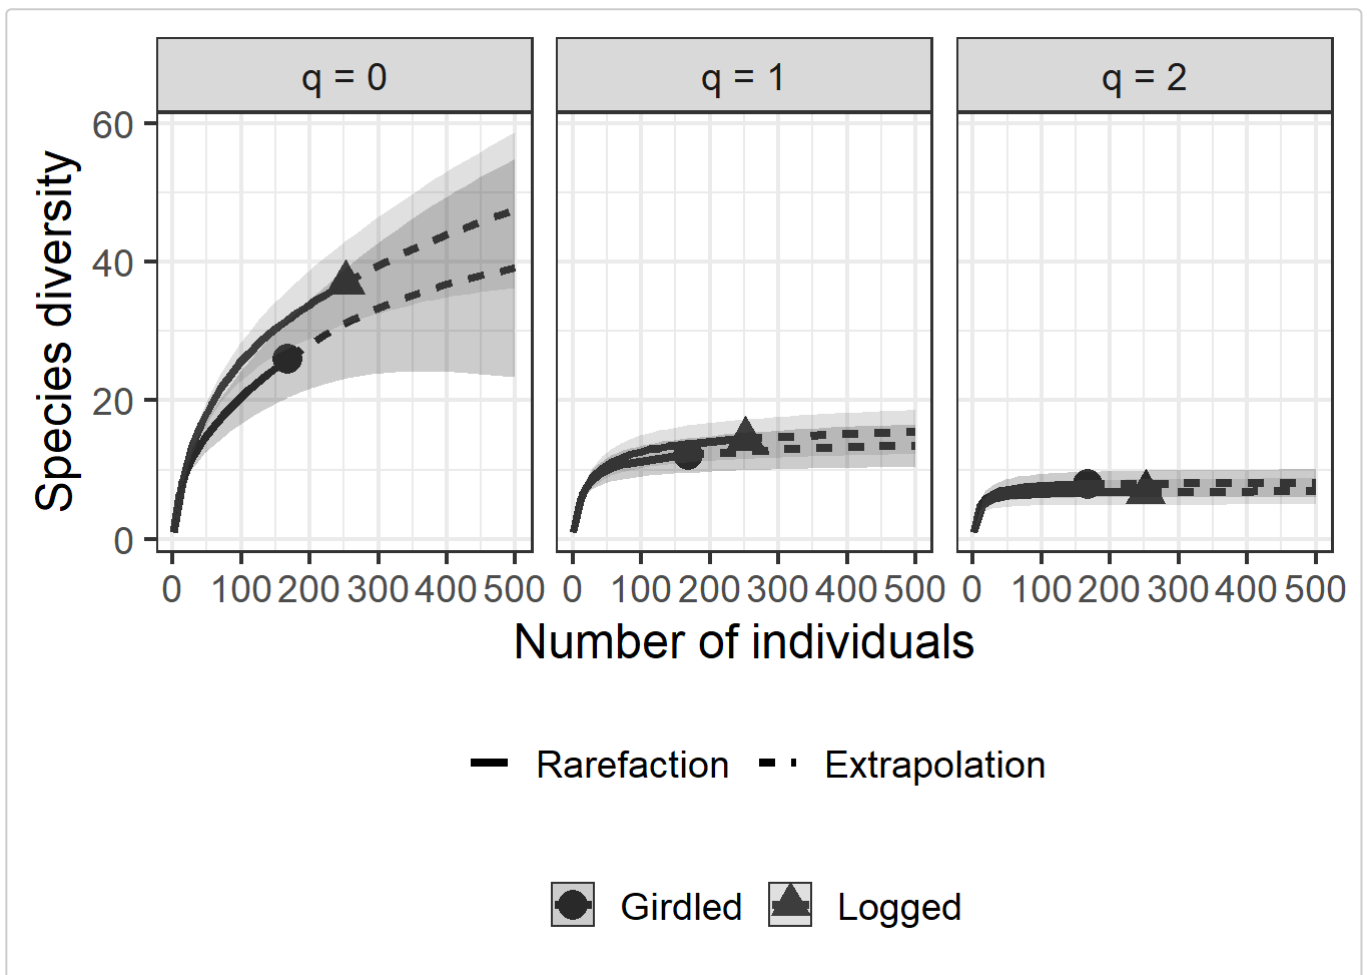 q = 0 q = 1 q = 2
60
40
20
0
Species diversity
0 100 200 300 400 500 0 100 200 300 400 500 0 100 200 300 400 500
Number of individuals
Rarefaction Extrapolation
Girdled Logged